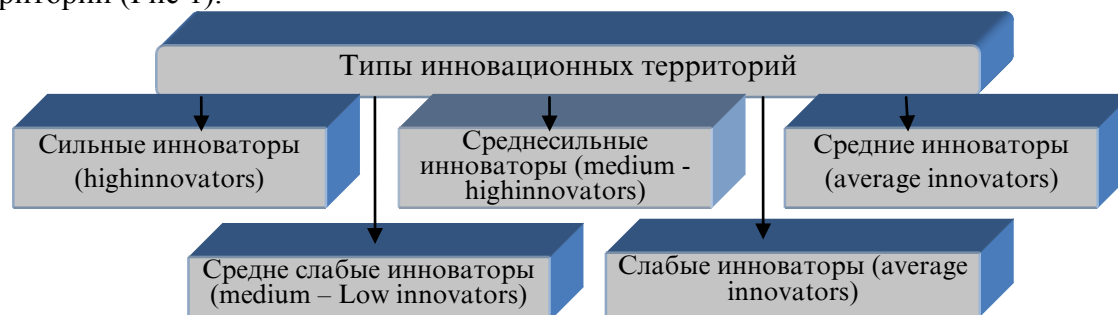 риторий (Рис 1).
Типы инновационных территорий
Сильные инноваторы
(highinnovators)
Среднесильные
инноваторы (medium -
highinnovators)
Средние инноваторы
(average innovators)
Средне слабые инноваторы
(medium – Low innovators)
Слабые инноваторы (average
innovators)